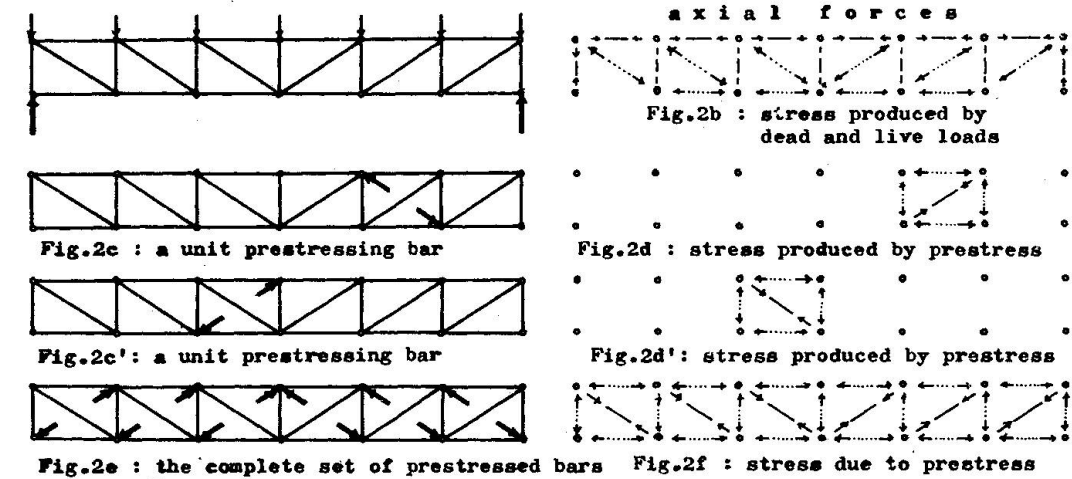 axial forces
Fig.2b : stress produced by
dead and live loads
Fig.2c : a unit prestressing bar
Fig.2d : stress produced by prestress
Fig.2c': a unit prestressing bar
Fig.2d': stress produced by prestress
Fig.2e : the complete set of prestressed bars
Fig.2f : stress due to prestress